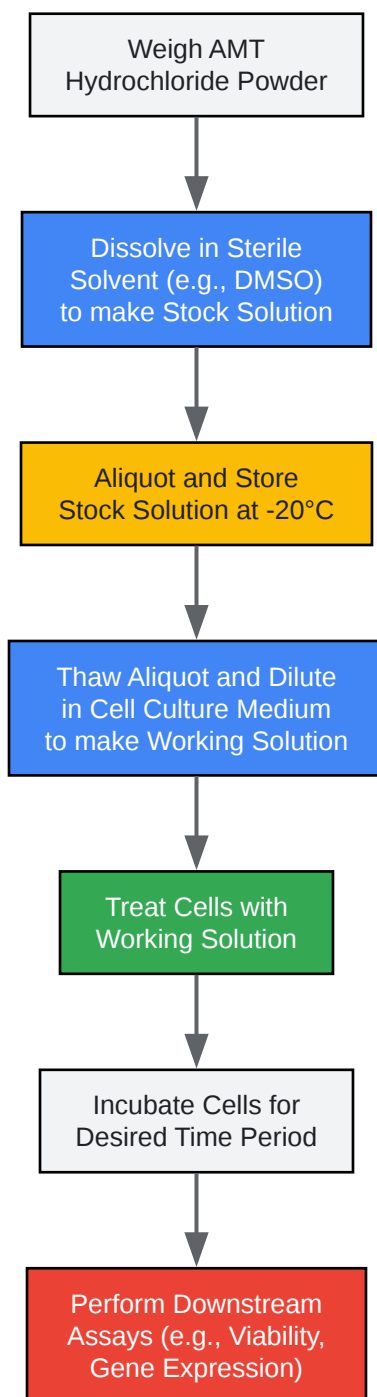 Weigh AMT
Hydrochloride Powder
Dissolve in Sterile
Solvent (e.g., DMSO)
to make Stock Solution
Aliquot and Store
Stock Solution at -20°C
Thaw Aliquot and Dilute
in Cell Culture Medium
to make Working Solution
Treat Cells with
Working Solution
Incubate Cells for
Desired Time Period
Perform Downstream
Assays (e.g., Viability,
Gene Expression)